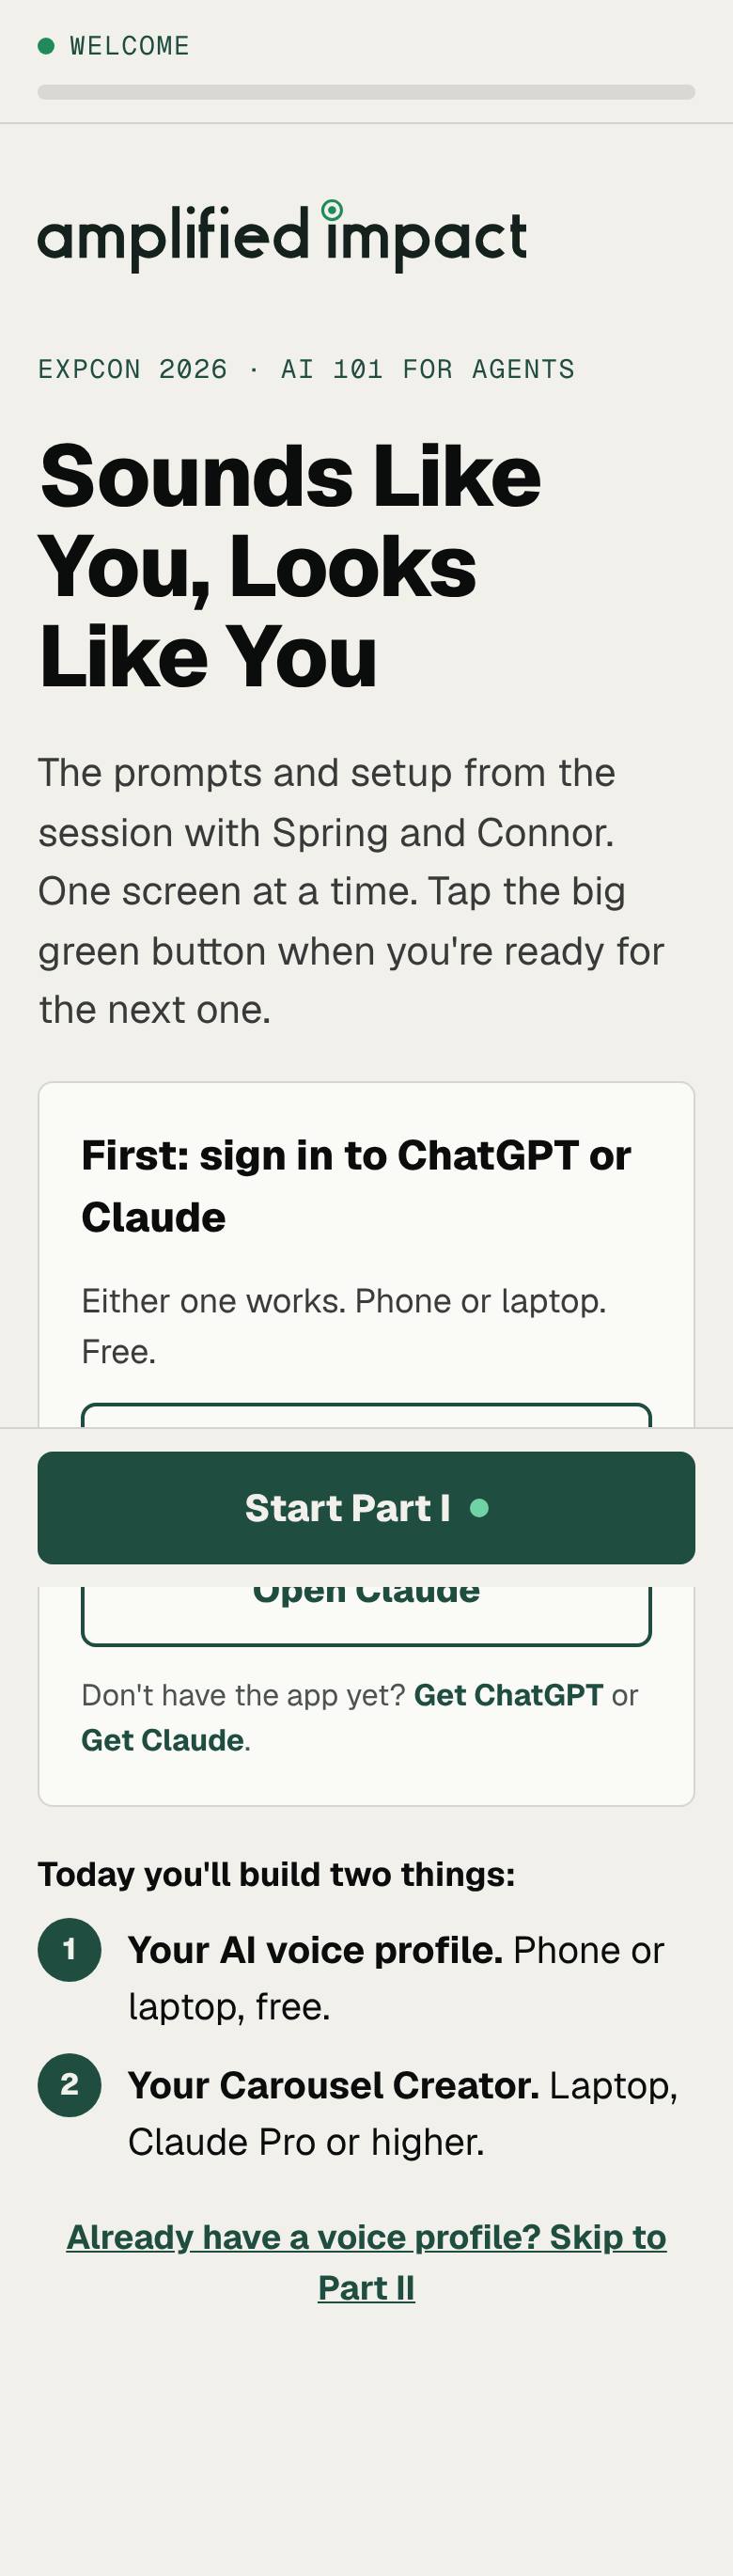 WELCOME
amplified impact
EXPCON 2026 · AI 101 FOR AGENTS
Sounds Like
You, Looks
Like You
The prompts and setup from the
session with Spring and Connor.
One screen at a time. Tap the big
green button when you're ready for
the next one.
First: sign in to ChatGPT or
Claude
Either one works. Phone or laptop.
Free.
Start Part I
Open Claude
Don't have the app yet? Get ChatGPT or
Get Claude.
Today you'll build two things:
1 Your AI voice profile. Phone or
laptop, free.
2 Your Carousel Creator. Laptop,
Claude Pro or higher.
Already have a voice profile? Skip to
Part II